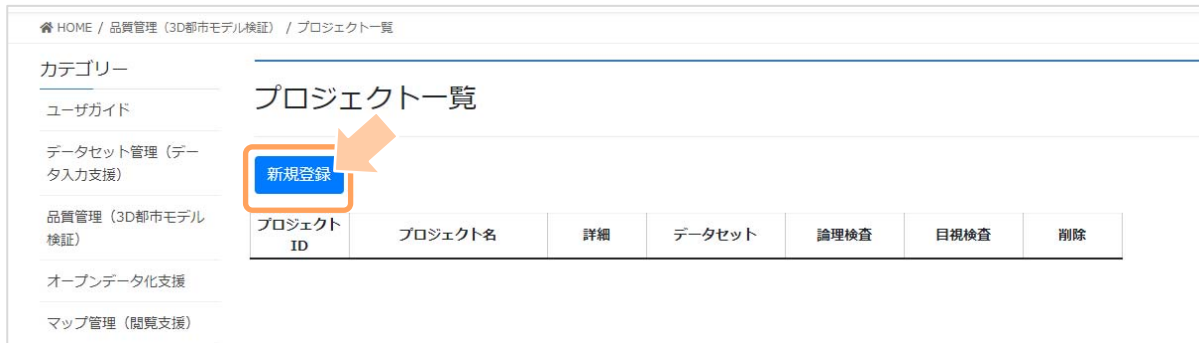 HOME / 品質管理（3D都市モデル検証） / プロジェクト一覧
カテゴリー
ユーザガイド
データセット管理（デー
タ入力支援）
品質管理（3D都市モデル
検証）
オープンデータ化支援
マップ管理（閲覧支援）
プロジェクト一覧
新規登録
プロジェクト
ID
プロジェクト名
詳細
データセット
論理検査
目視検査
削除